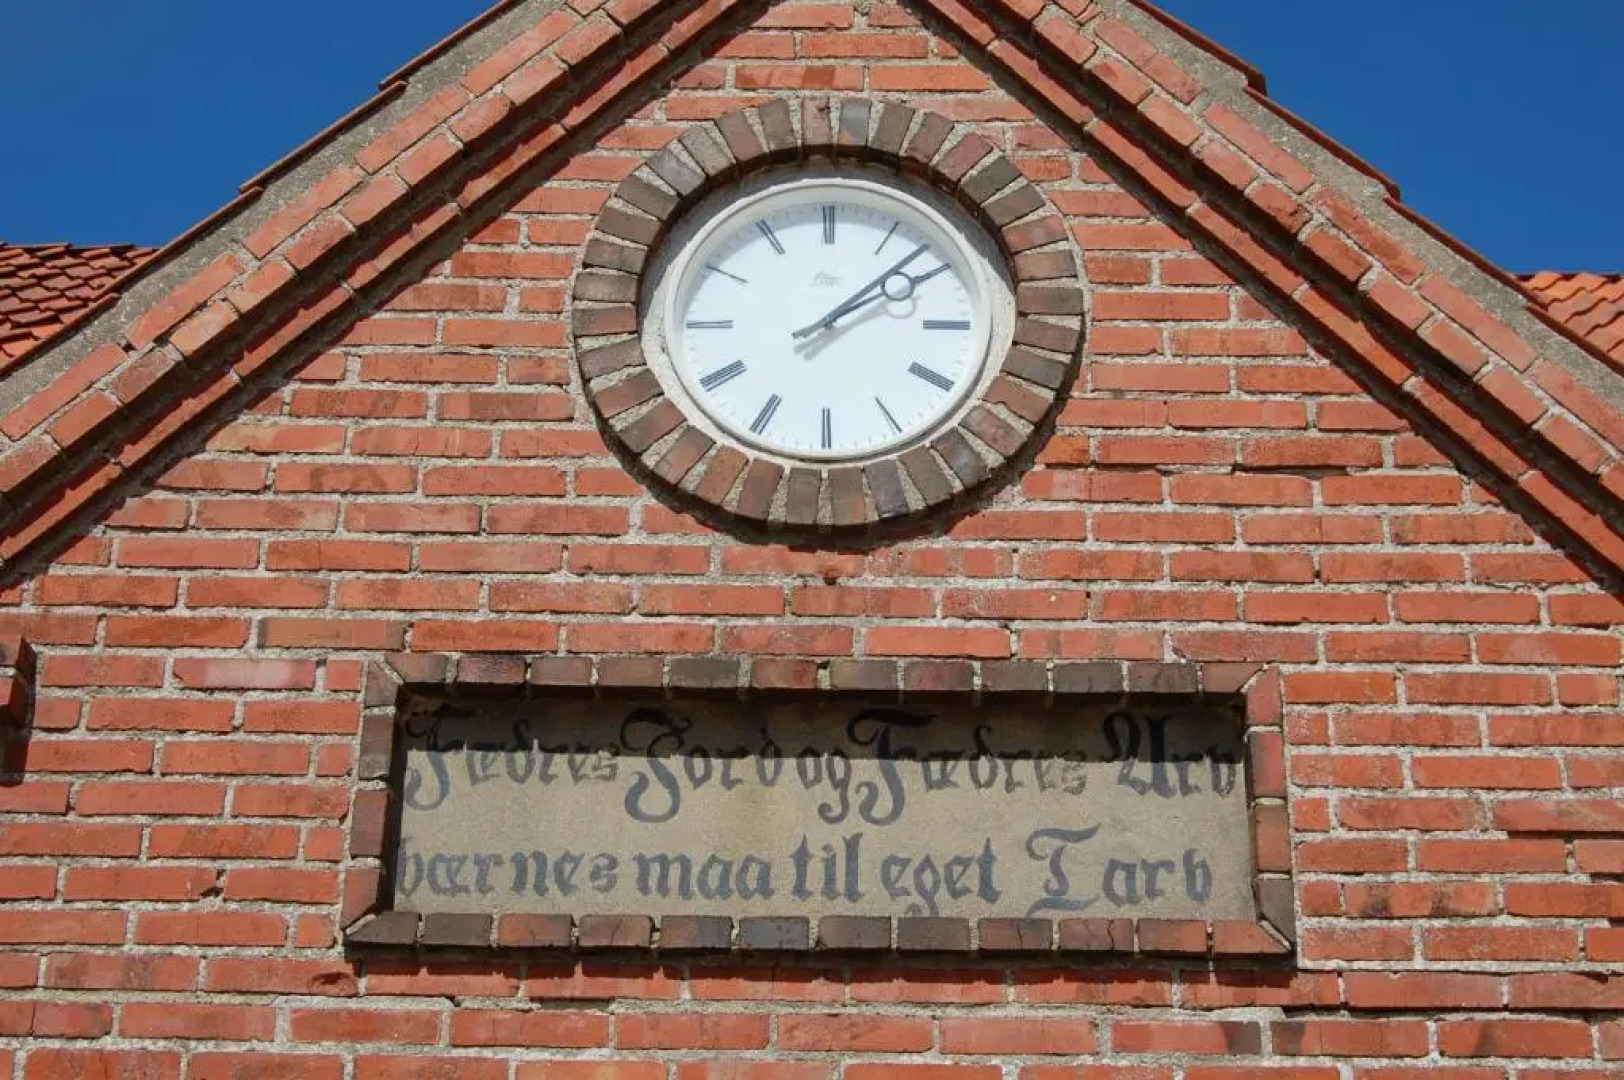 Fædres Jord og Fædres Arv
værnes maa til eget Tarv